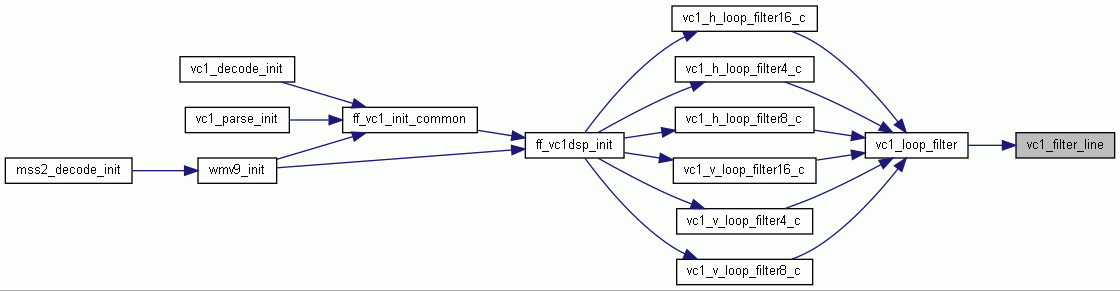 vc1_h_loop_filter16_c
vc1_decode_init
vc1_h_loop_filter4_c
vc1_parse_init
ff_vc1_init_common
vc1_h_loop_filter8_c
ff_vc1dsp_init
vc1_loop_filter
vc1_filter_line
mss2_decode_init
wmv9_init
vc1_v_loop_filter16_c
vc1_v_loop_filter4_c
vc1_v_loop_filter8_c